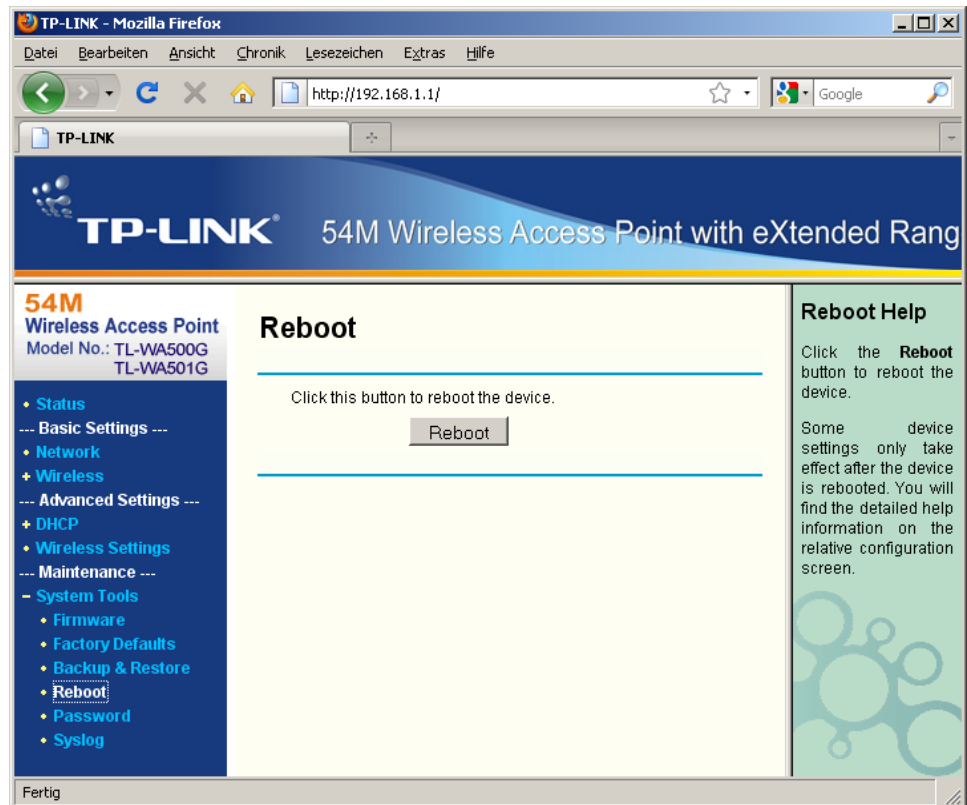 TP-LINK - Mozilla Firefox
Datei Bearbeiten Ansicht Chronik Lesezeichen Extras Hilfe
http://192.168.1.1/
Google
TP-LINK
TP-LINK®
54M Wireless Access Point with eXtended Rang
54M
Wireless Access Point
Model No.: TL-WA500G
TL-WA501G
• Status
--- Basic Settings ---
• Network
+ Wireless
--- Advanced Settings ---
+ DHCP
• Wireless Settings
--- Maintenance ---
– System Tools
• Firmware
• Factory Defaults
• Backup & Restore
• Reboot
• Password
• Syslog
Reboot
Click this button to reboot the device.
Reboot
Reboot Help
Click the Reboot
button to reboot the
device.
Some device
settings only take
effect after the device
is rebooted. You will
find the detailed help
information on the
relative configuration
screen.
Fertig